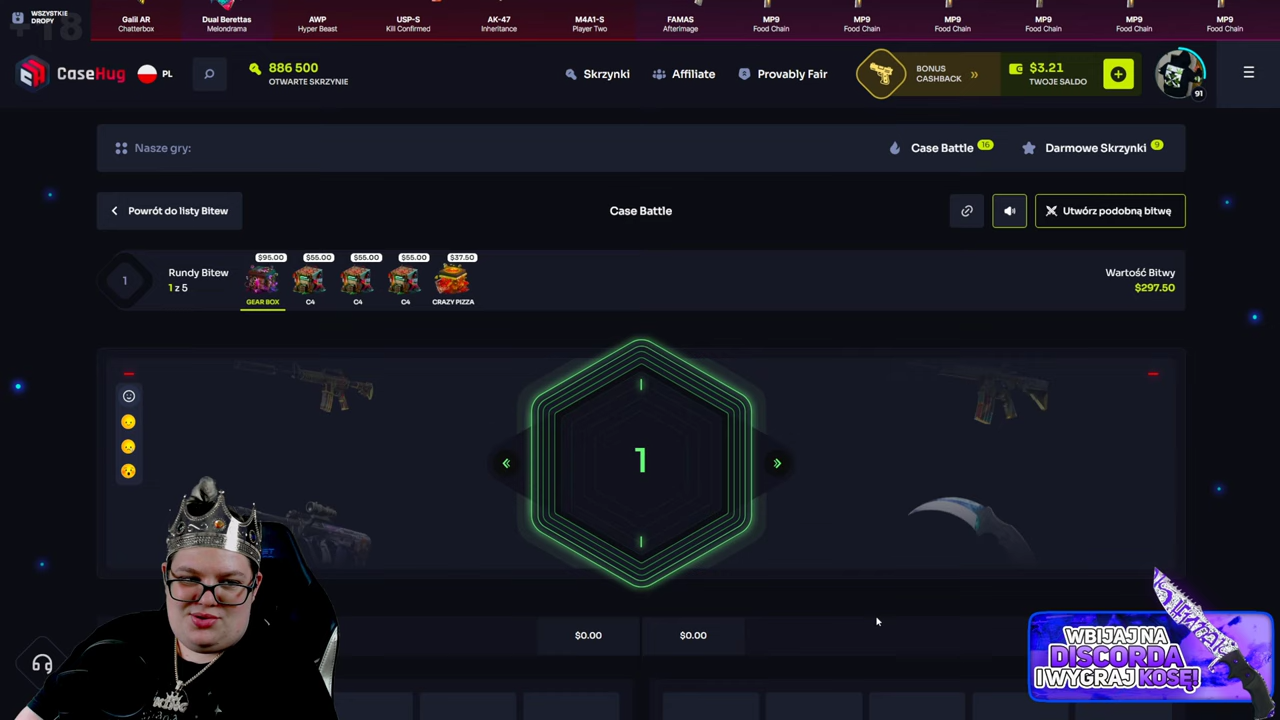 WSZYSTKIE
DROPY
+18
Galil AR
Chatterbox
Dual Berettas
Melondrama
AWP
Hyper Beast
USP-S
Kill Confirmed
AK-47
Inheritance
M4A1-S
Player Two
FAMAS
Afterimage
MP9
Food Chain
MP9
Food Chain
MP9
Food Chain
MP9
Food Chain
MP9
Food Chain
MP9
Food Chain
CaseHug
PL
886 500
OTWARTE SKRZYNIE
Skrzynki
Affiliate
Provably Fair
BONUS
CASHBACK
$3.21
TWOJE SALDO
91
Nasze gry:
Case Battle 16
Darmowe Skrzynki 9
Powrót do listy Bitew
Case Battle
Utwórz podobną bitwę
1
Rundy Bitew
1 z 5
$95.00
GEAR BOX
$55.00
C4
$55.00
C4
$55.00
C4
$37.50
CRAZY PIZZA
Wartość Bitwy
$297.50
1
$0.00
$0.00
WBIJAJ NA
DISCORDA
I WYGRAJ KOSĘ!